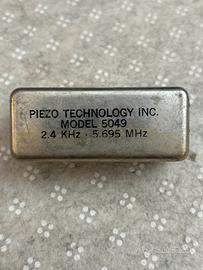 PIEZO TECHNOLOGY INC.
MODEL 5049
2.4 KHz - 5.695 MHz